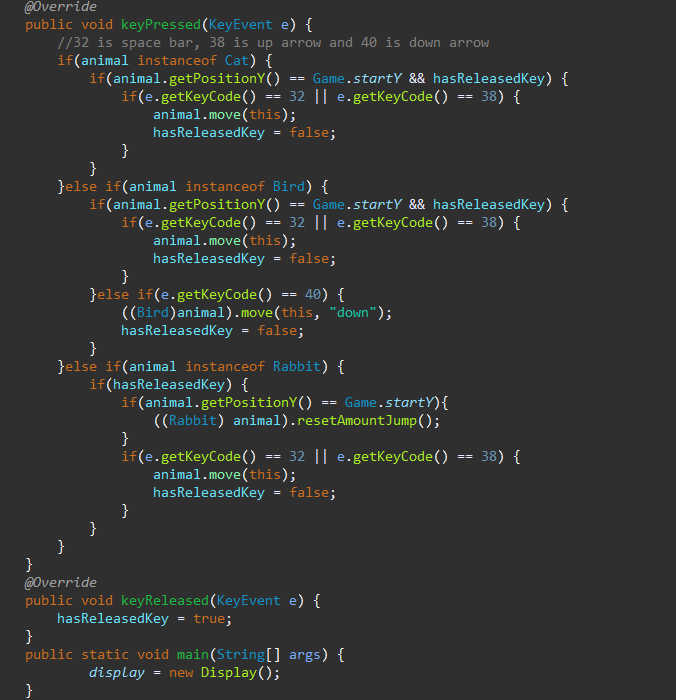 @Override
public void keyPressed(KeyEvent e) {
    //32 is space bar, 38 is up arrow and 40 is down arrow
    if(animal instanceof Cat) {
        if(animal.getPositionY() == Game.startY && hasReleasedKey) {
            if(e.getKeyCode() == 32 || e.getKeyCode() == 38) {
                animal.move(this);
                hasReleasedKey = false;
            }
        }
    }else if(animal instanceof Bird) {
        if(animal.getPositionY() == Game.startY && hasReleasedKey) {
            if(e.getKeyCode() == 32 || e.getKeyCode() == 38) {
                animal.move(this);
                hasReleasedKey = false;
            }
        }else if(e.getKeyCode() == 40) {
            ((Bird)animal).move(this, "down");
            hasReleasedKey = false;
        }
    }else if(animal instanceof Rabbit) {
        if(hasReleasedKey) {
            if(animal.getPositionY() == Game.startY){
                ((Rabbit) animal).resetAmountJump();
            }
            if(e.getKeyCode() == 32 || e.getKeyCode() == 38) {
                animal.move(this);
                hasReleasedKey = false;
            }
        }
    }
}
@Override
public void keyReleased(KeyEvent e) {
    hasReleasedKey = true;
}
public static void main(String[] args) {
        display = new Display();
}